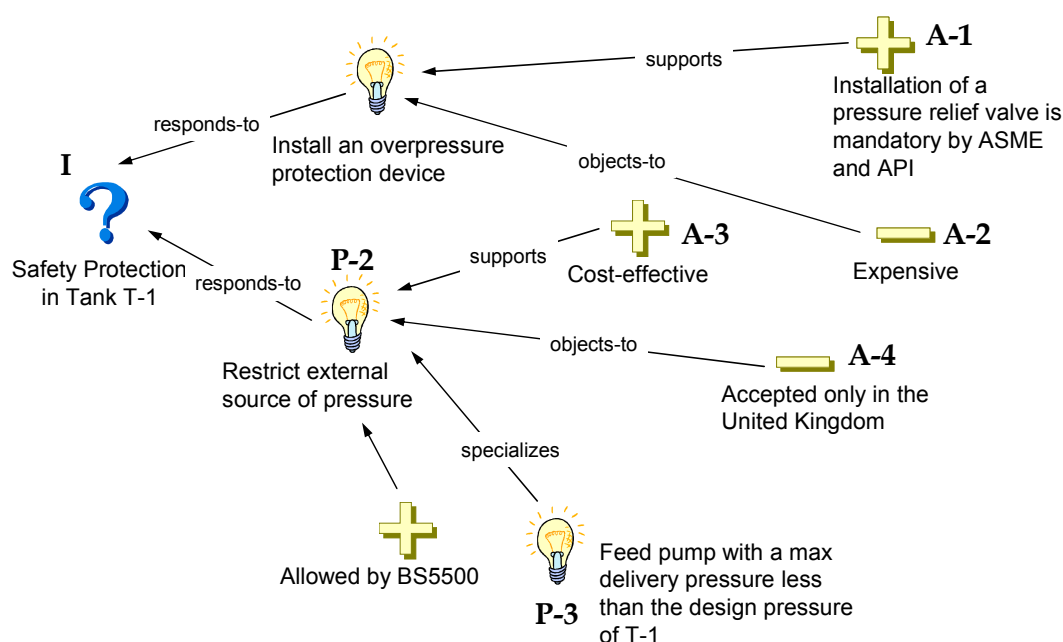 A-1
supports
Installation of a
pressure relief valve is
mandatory by ASME
and API
responds-to
Install an overpressure
protection device
I
objects-to
A-3
A-2
Safety Protection
in Tank T-1
P-2
supports
Cost-effective
Expensive
responds-to
objects-to
A-4
Restrict external
source of pressure
Accepted only in the
United Kingdom
specializes
Allowed by BS5500
Feed pump with a max
delivery pressure less
than the design pressure
of T-1
P-3